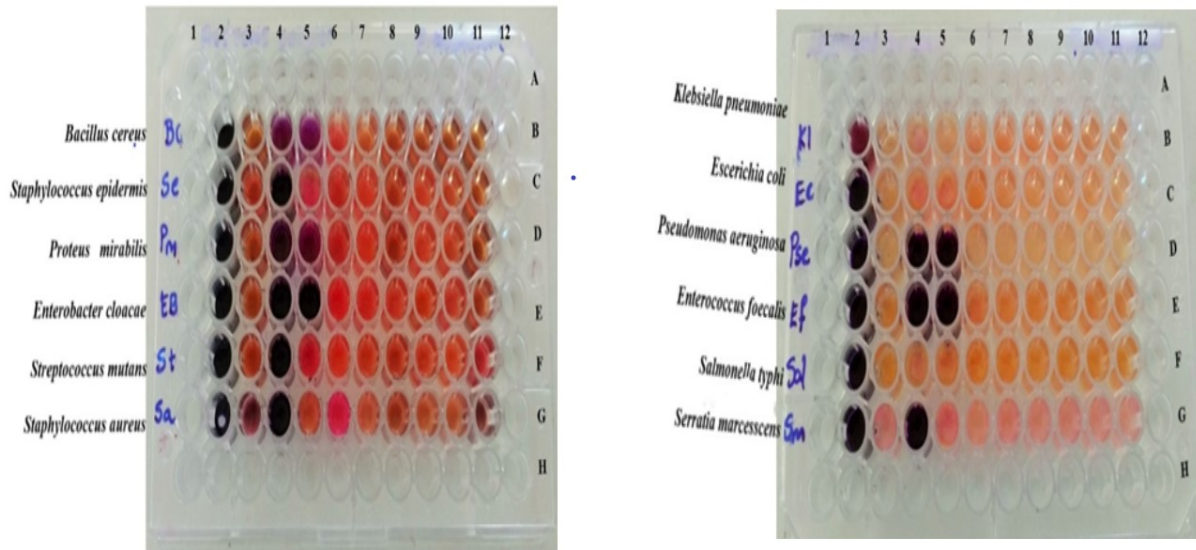 1 2 3 4 5 6 7 8 9 10 11 12
A
Bacillus cereus BC B
Staphylococcus epidermis Se C
Proteus mirabilis Pm D
Enterobacter cloacae EB E
Streptococcus mutans St F
Staphylococcus aureus Sa G
H
1 2 3 4 5 6 7 8 9 10 11 12
A
Klebsiella pneumoniae Kl B
Escerichia coli Ec C
Pseudomonas aeruginosa Pse D
Enterococcus foecalis Ef E
Salmonella typhi Sal F
Serratia marcesscens Sm G
H